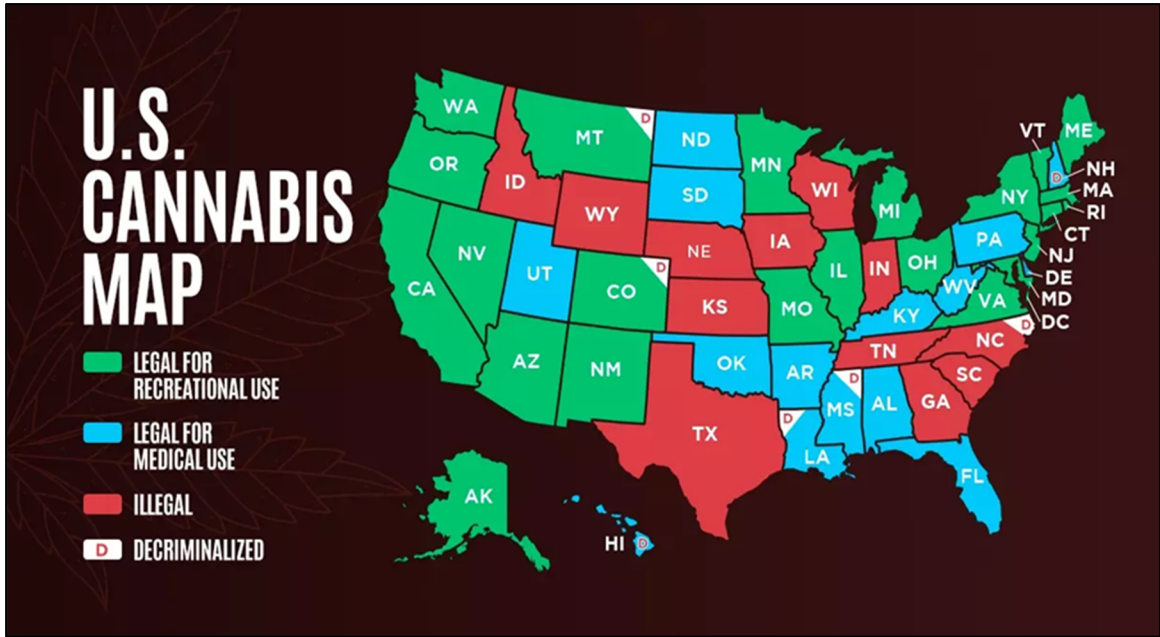 U.S.
CANNABIS
MAP
LEGAL FOR
RECREATIONAL USE
LEGAL FOR
MEDICAL USE
ILLEGAL
D DECRIMINALIZED
WA
MT
D
ND
MN
VT
ME
OR
ID
SD
WI
MI
NY
D
NH
MA
RI
CT
WY
NE
IA
PA
NJ
NV
UT
CO
D
IL
IN
OH
DE
CA
KS
MO
WV
VA
MD
KY
DC
AZ
NM
OK
AR
TN
NC
D
SC
TX
D
LA
D
MS
AL
GA
FL
AK
HI
D